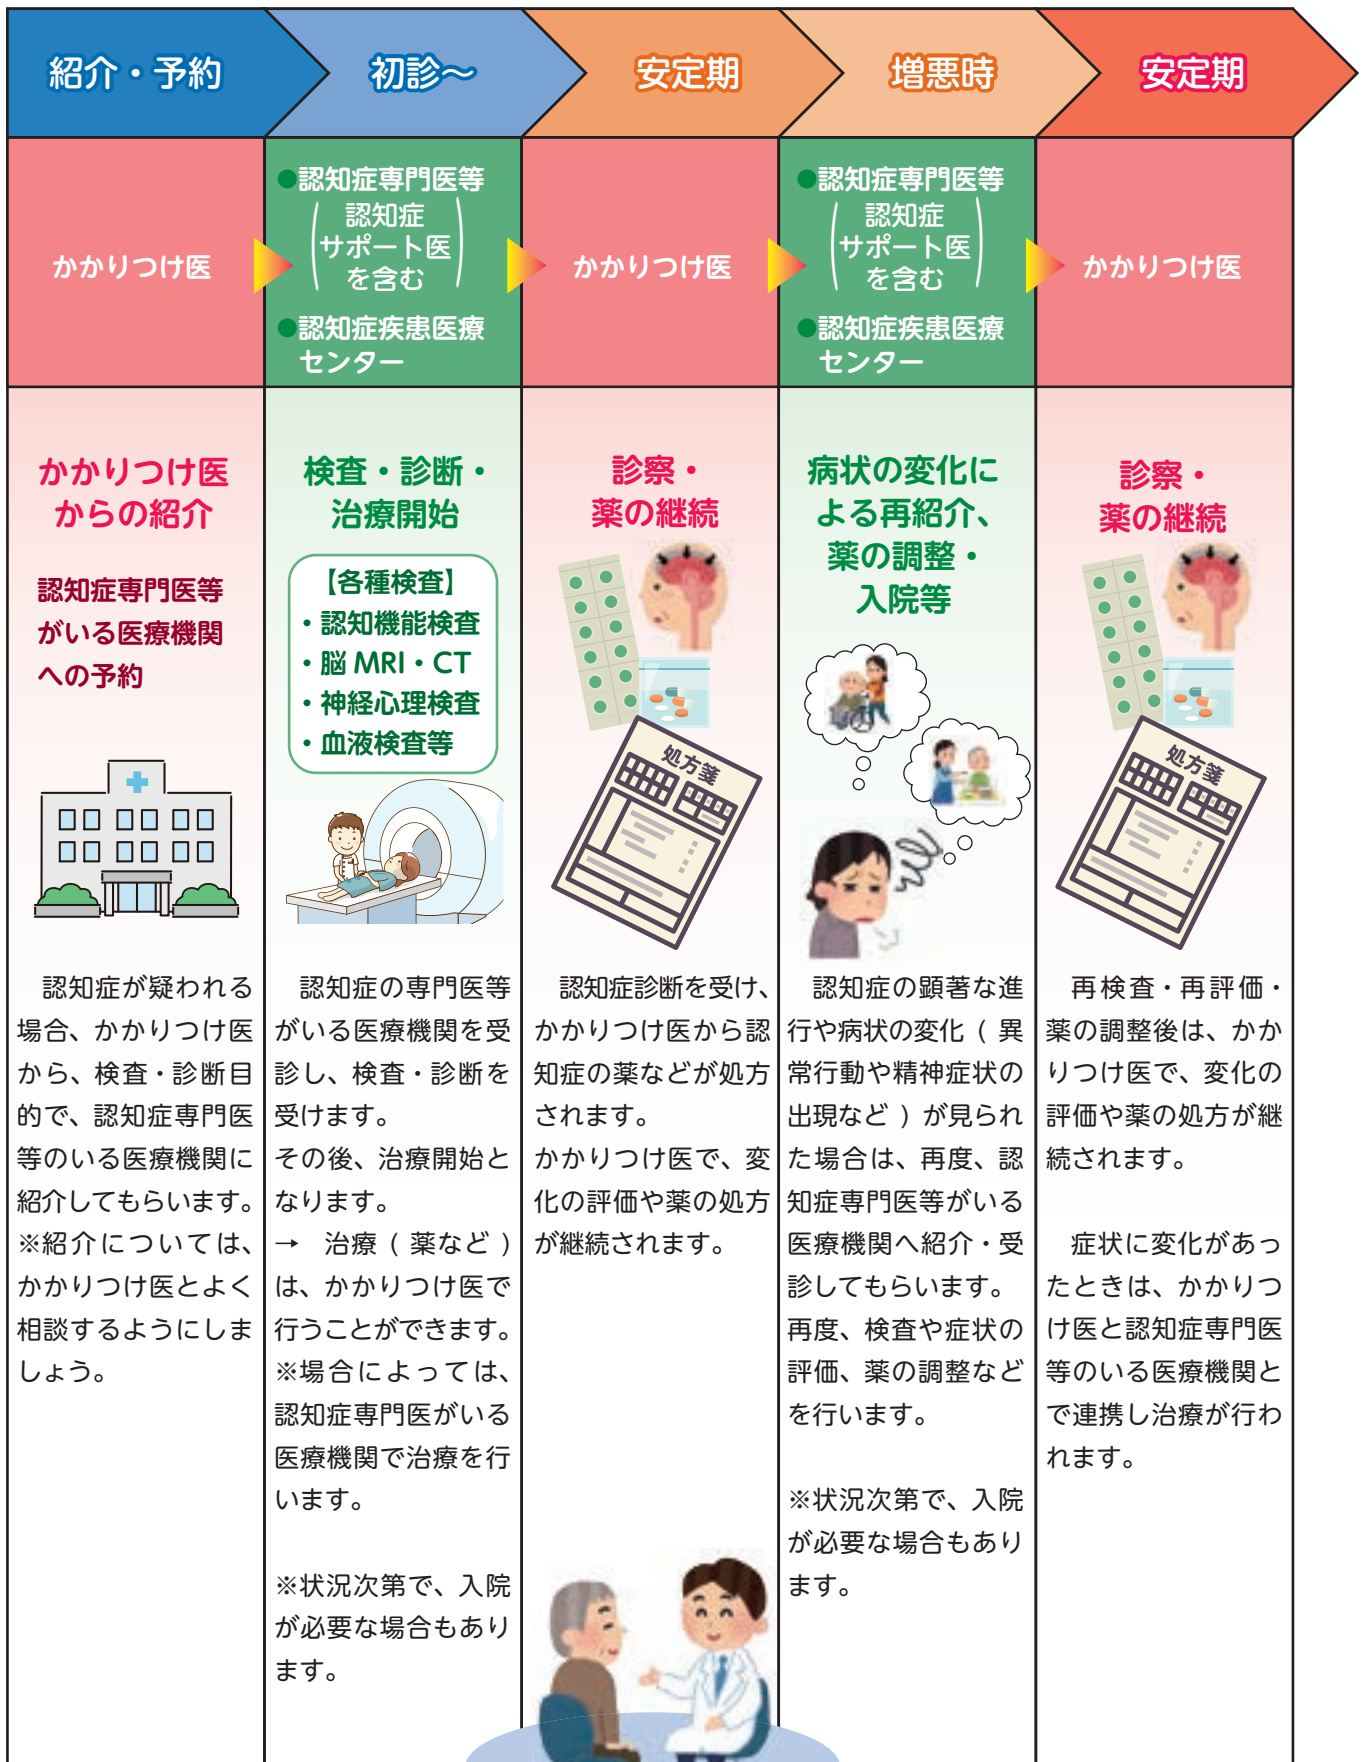 紹介・予約
初診～
安定期
増悪時
安定期
かかりつけ医
●認知症専門医等
認知症
サポート医
を含む
●認知症疾患医療
センター
かかりつけ医
●認知症専門医等
認知症
サポート医
を含む
●認知症疾患医療
センター
かかりつけ医
かかりつけ医
からの紹介
認知症専門医等
がいる医療機関
への予約
認知症が疑われる
場合、かかりつけ医
から、検査・診断目
的で、認知症専門医
等のいる医療機関に
紹介してもらいます。
※紹介については、
かかりつけ医とよく
相談するようにしま
しょう。
検査・診断・
治療開始
【各種検査】
・認知機能検査
・脳 MRI・CT
・神経心理検査
・血液検査等
認知症の専門医等
がいる医療機関を受
診し、検査・診断を
受けます。
その後、治療開始と
なります。
→ 治療（薬など）
は、かかりつけ医で
行うことができます。
※場合によっては、
認知症専門医がいる
医療機関で治療を行
います。
※状況次第で、入院
が必要な場合もあり
ます。
診察・
薬の継続
処方箋
認知症診断を受け、
かかりつけ医から認
知症の薬などが処方
されます。
かかりつけ医で、変
化の評価や薬の処方
が継続されます。
病状の変化に
よる再紹介、
薬の調整・
入院等
認知症の顕著な進
行や病状の変化（異
常行動や精神症状の
出現など）が見られ
た場合は、再度、認
知症専門医等がいる
医療機関へ紹介・受
診してもらいます。
再度、検査や症状の
評価、薬の調整など
を行います。
※状況次第で、入院
が必要な場合もあり
ます。
診察・
薬の継続
処方箋
再検査・再評価・
薬の調整後は、かか
りつけ医で、変化の
評価や薬の処方が継
続されます。
症状に変化があっ
たときは、かかりつ
け医と認知症専門医
等のいる医療機関と
で連携し治療が行わ
れます。